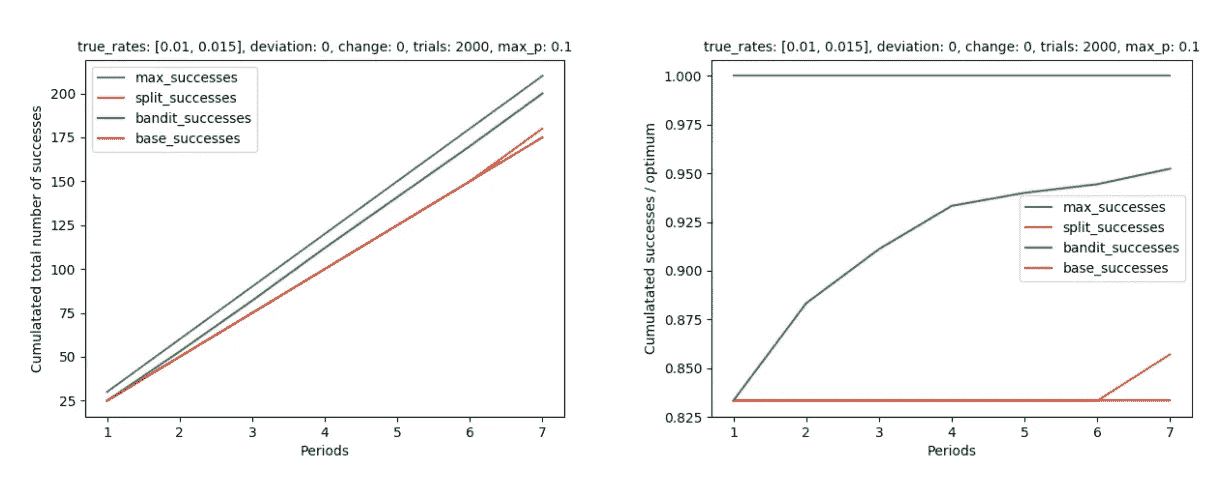 true_rates: [0.01, 0.015], deviation: 0, change: 0, trials: 2000, max_p: 0.1
max_successes
split_successes
bandit_successes
base_successes
Cumulatated total number of successes
200
175
150
125
100
75
50
25
1 2 3 4 5 6 7
Periods
true_rates: [0.01, 0.015], deviation: 0, change: 0, trials: 2000, max_p: 0.1
Cumulatated successes / optimum
1.000
0.975
0.950
0.925
0.900
0.875
0.850
0.825
max_successes
split_successes
bandit_successes
base_successes
1 2 3 4 5 6 7
Periods